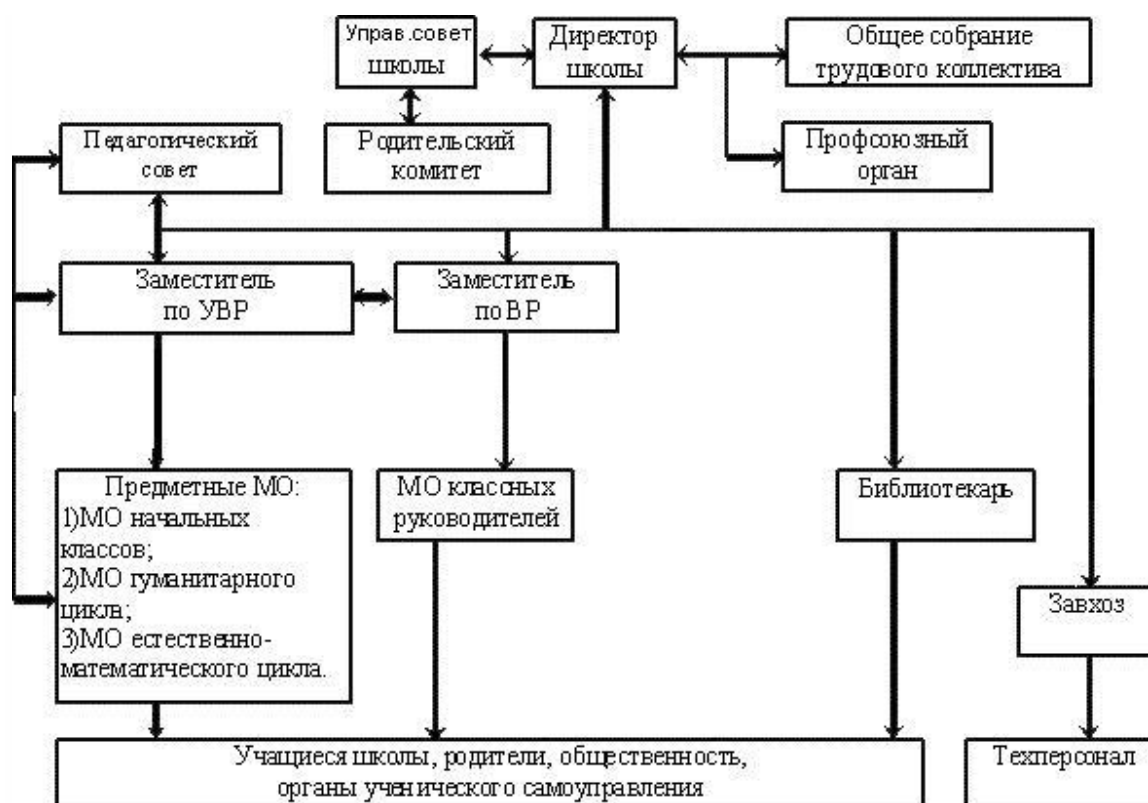 Управ.совет
школы
Директор
школы
Общее собрание
трудового коллектива
Педагогический
совет
Родительский
комитет
Профсоюзный
орган
Заместитель
по УВР
Заместитель
по ВР
Предметные МО:
1)МО начальных
классов;
2)МО гуманитарного
цикла;
3)МО естественно-
математического цикла.
МО классных
руководителей
Библиотекарь
Завхоз
Учащиеся школы, родители, общественность,
органы ученического самоуправления
Техперсонал